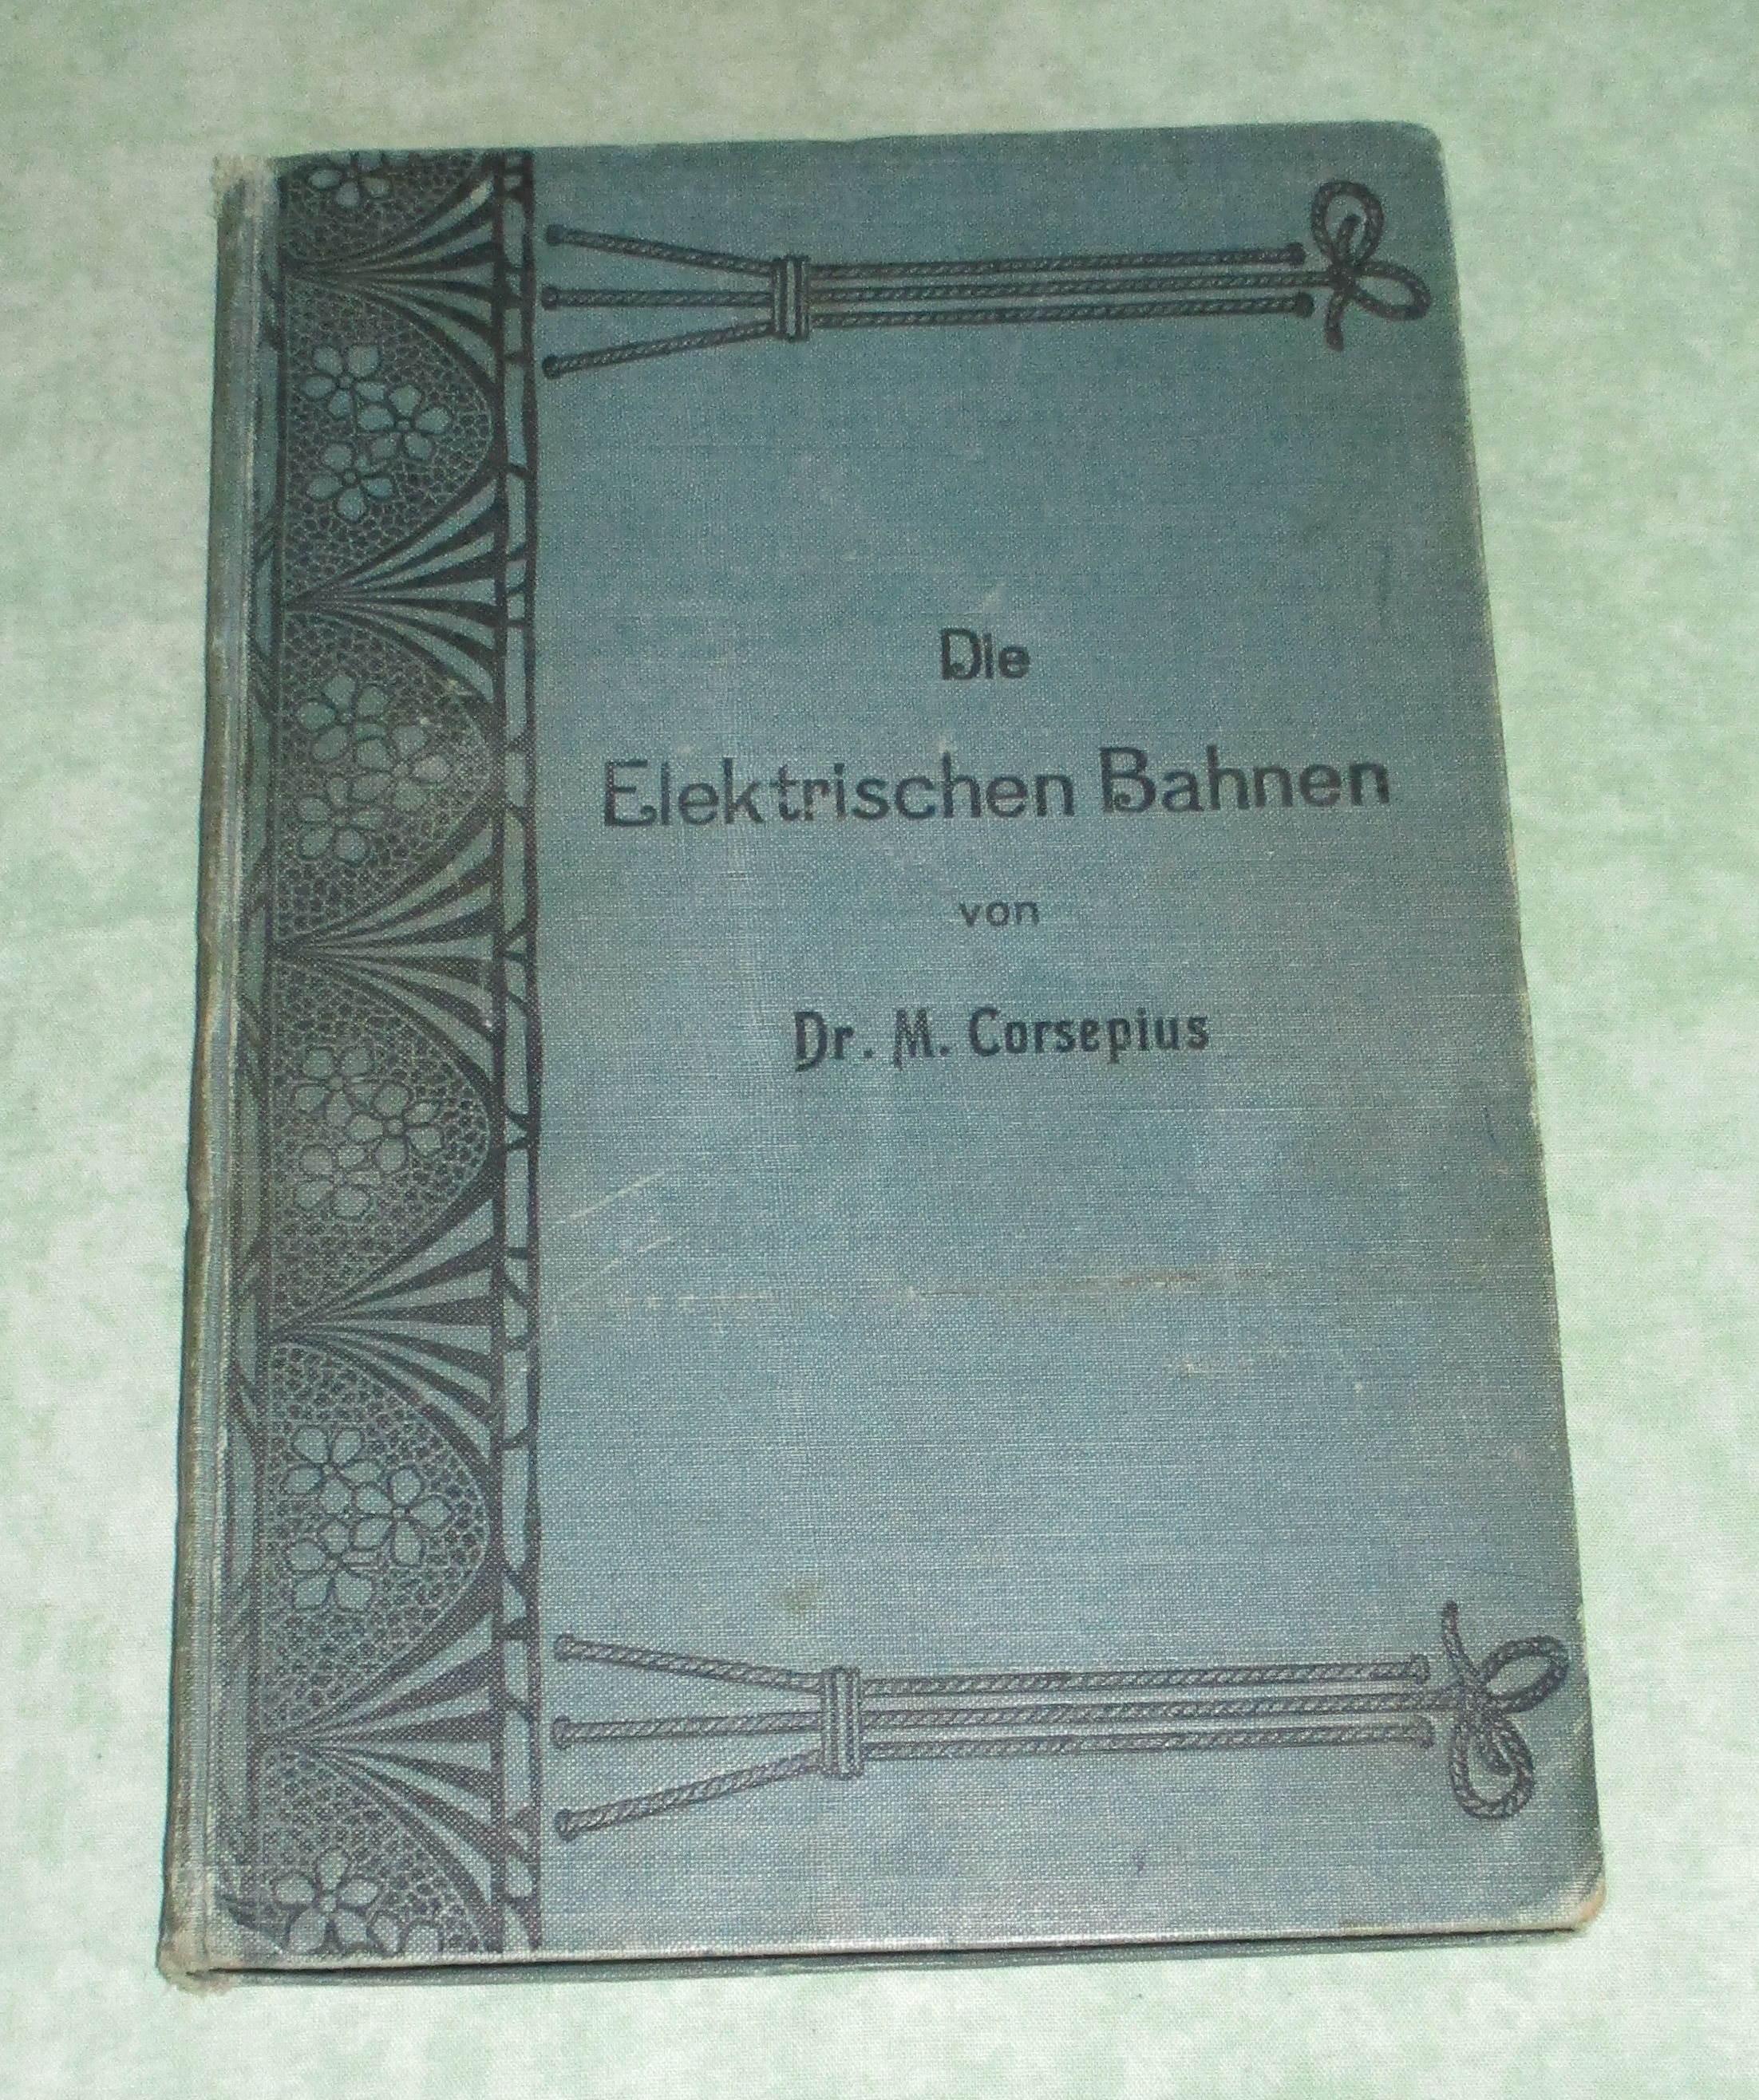 Die
Elektrischen Bahnen
von
Dr. M. Corsepius